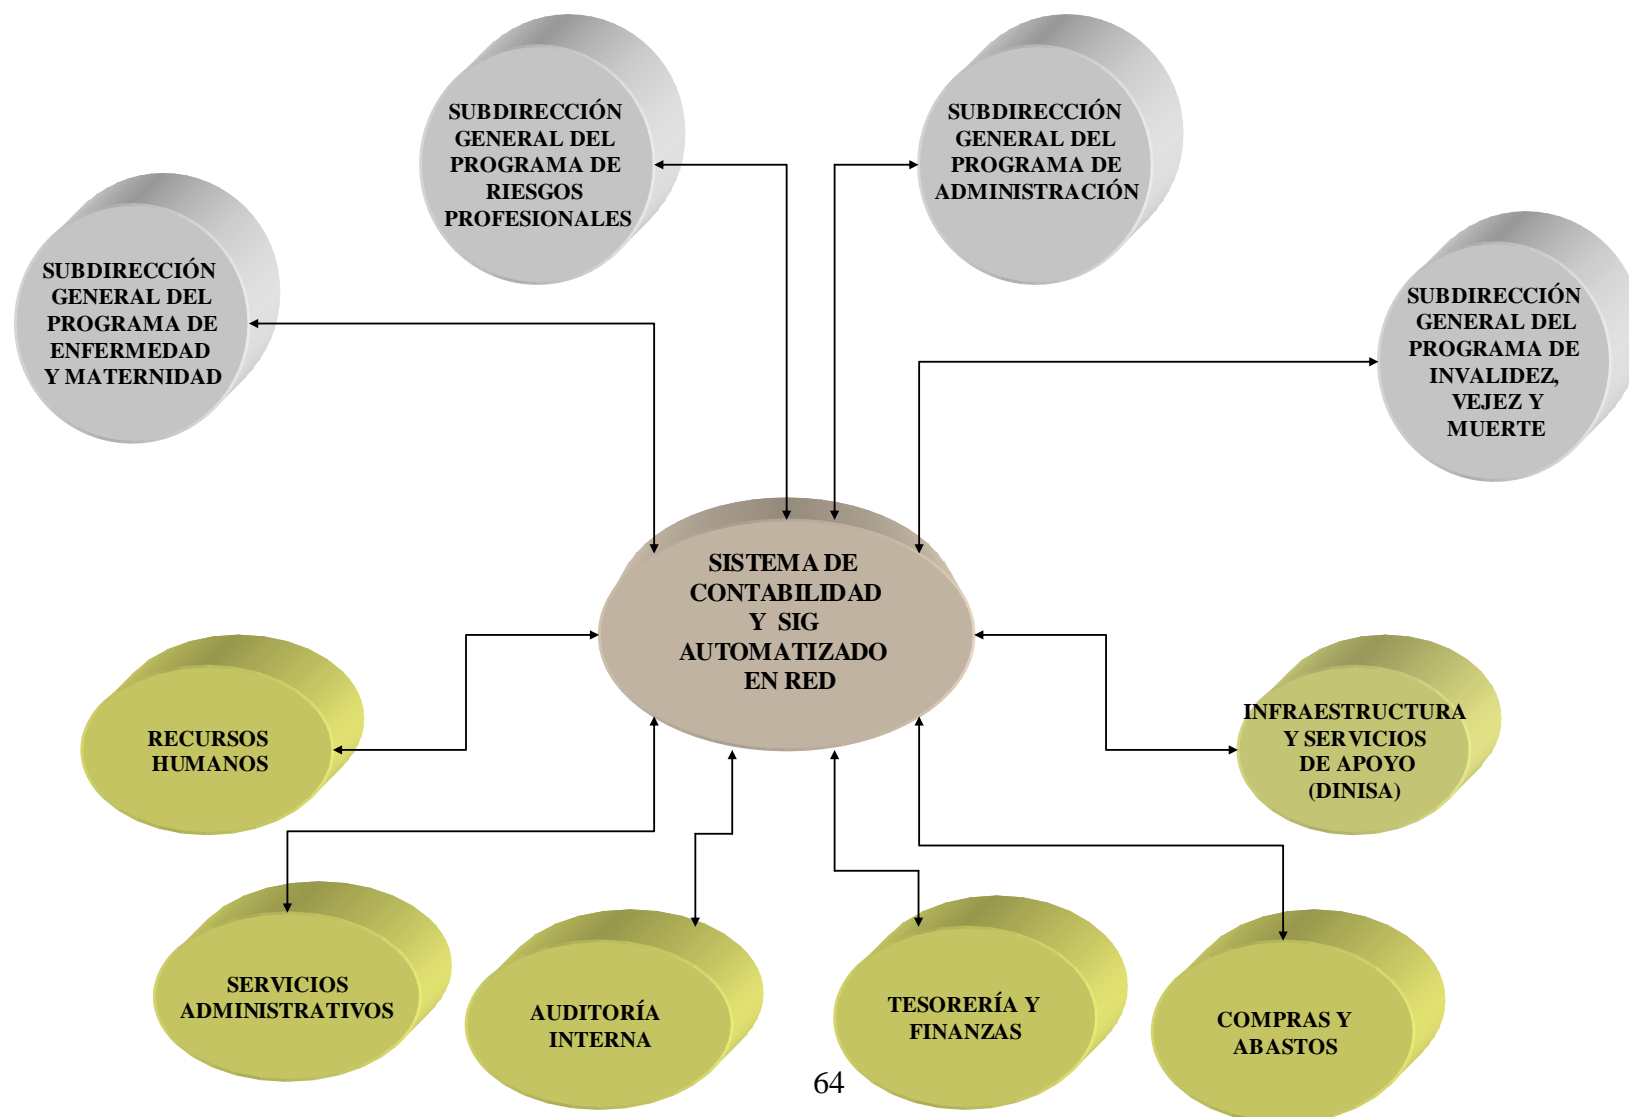 SUBDIRECCIÓN
GENERAL DEL
PROGRAMA DE
RIESGOS
PROFESIONALES
SUBDIRECCIÓN
GENERAL DEL
PROGRAMA DE
ADMINISTRACIÓN
SUBDIRECCIÓN
GENERAL DEL
PROGRAMA DE
ENFERMEDAD
Y MATERNIDAD
SUBDIRECCIÓN
GENERAL DEL
PROGRAMA DE
INVALIDEZ,
VEJEZ Y
MUERTE
SISTEMA DE
CONTABILIDAD
Y SIG
AUTOMATIZADO
EN RED
RECURSOS
HUMANOS
INFRAESTRUCTURA
Y SERVICIOS
DE APOYO
(DINISA)
SERVICIOS
ADMINISTRATIVOS
AUDITORÍA
INTERNA
TESORERÍA Y
FINANZAS
COMPRAS Y
ABASTOS
64